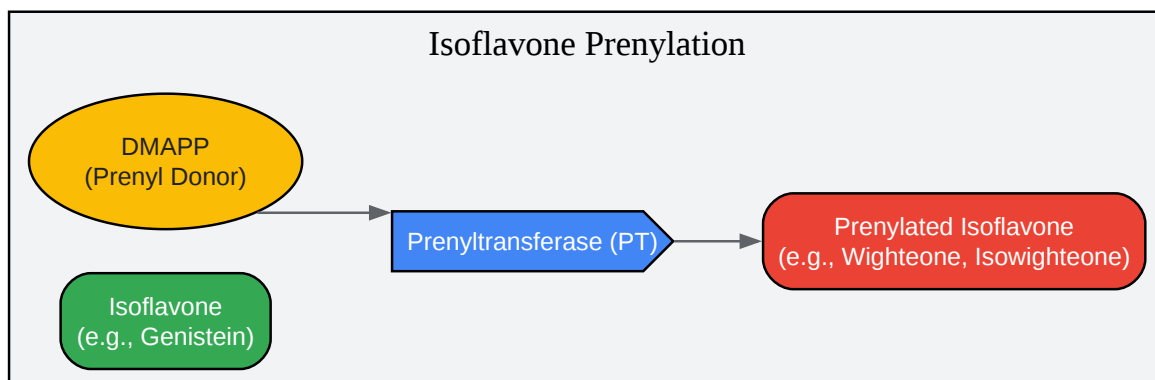 Isoflavone Prenylation
DMAPP
(Prenyl Donor)
Prenyltransferase (PT)
Prenylated Isoflavone
(e.g., Wighteone, Isowighteone)
Isoflavone
(e.g., Genistein)